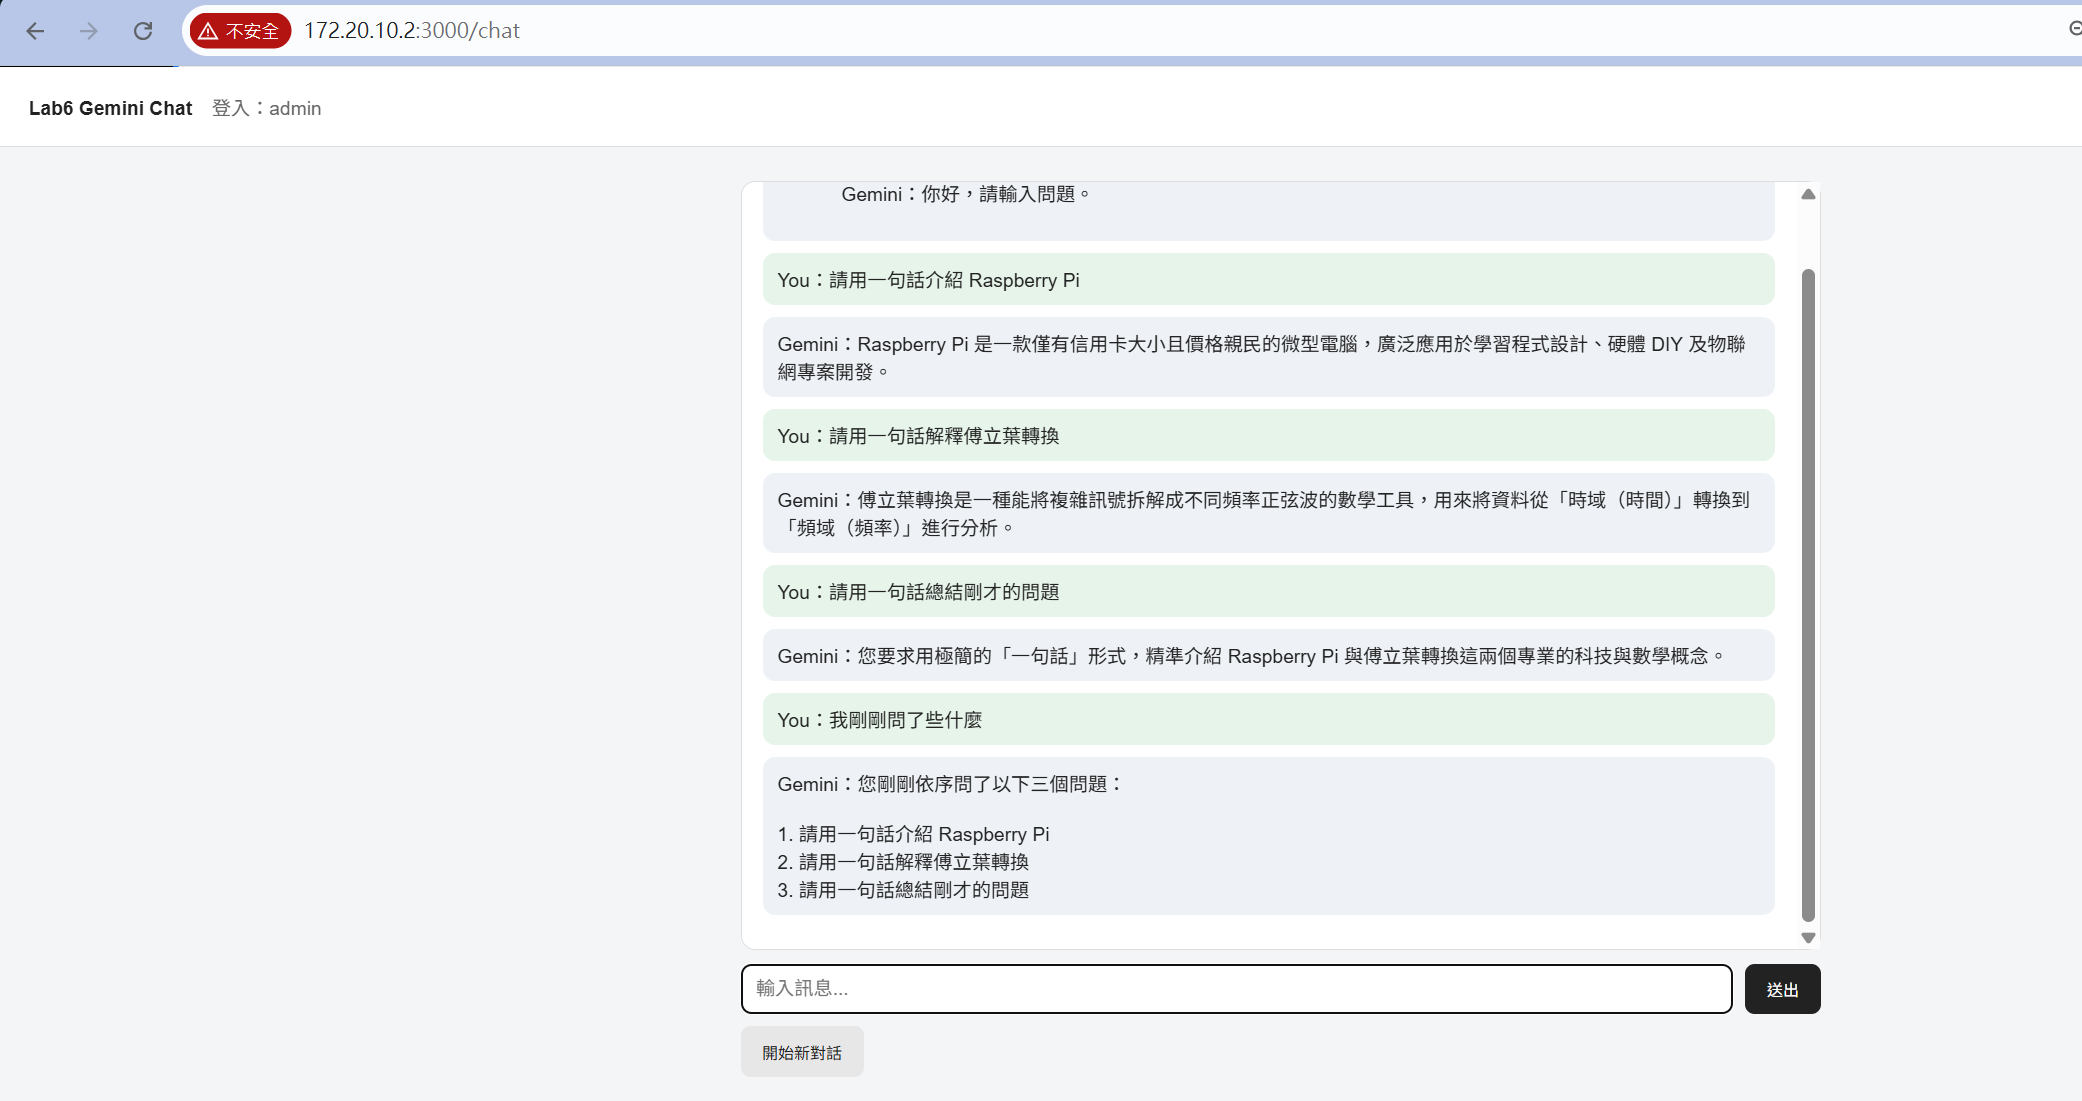 不安全 172.20.10.2:3000/chat
Lab6 Gemini Chat 登入：admin
Gemini：你好，請輸入問題。
You：請用一句話介紹 Raspberry Pi
Gemini：Raspberry Pi 是一款僅有信用卡大小且價格親民的微型電腦，廣泛應用於學習程式設計、硬體 DIY 及物聯
網專案開發。
You：請用一句話解釋傅立葉轉換
Gemini：傅立葉轉換是一種能將複雜訊號拆解成不同頻率正弦波的數學工具，用來將資料從「時域（時間）」轉換到
「頻域（頻率）」進行分析。
You：請用一句話總結剛才的問題
Gemini：您要求用極簡的「一句話」形式，精準介紹 Raspberry Pi 與傅立葉轉換這兩個專業的科技與數學概念。
You：我剛剛問了些什麼
Gemini：您剛剛依序問了以下三個問題：
1. 請用一句話介紹 Raspberry Pi
2. 請用一句話解釋傅立葉轉換
3. 請用一句話總結剛才的問題
輸入訊息...
送出
開始新對話